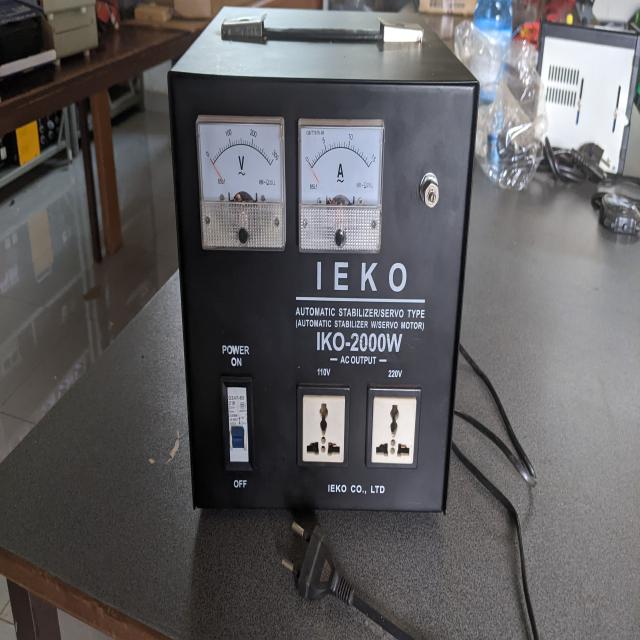 V
A
IEKO
AUTOMATIC STABILIZER/SERVO TYPE
(AUTOMATIC STABILIZER W/SERVO MOTOR)
IKO-2000W
AC OUTPUT
110V 220V
POWER
ON
OFF
IEKO CO., LTD